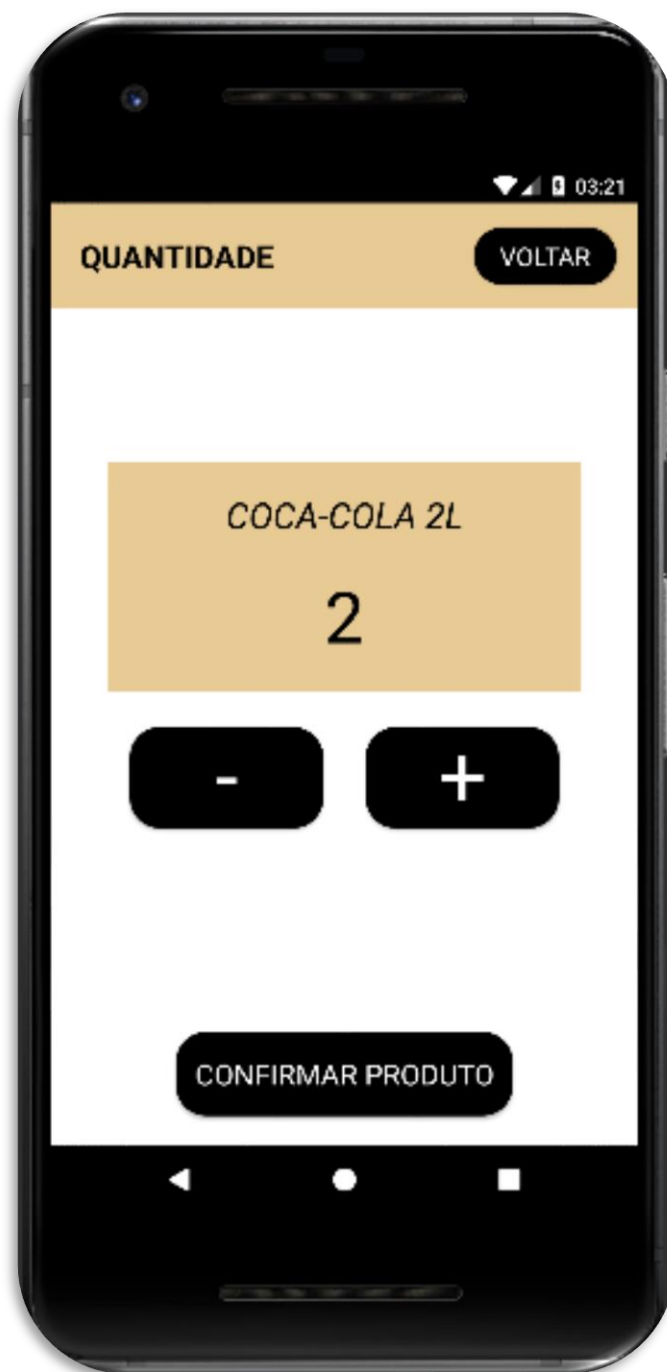 03:21
QUANTIDADE
VOLTAR
COCA-COLA 2L
2
-
+
CONFIRMAR PRODUTO